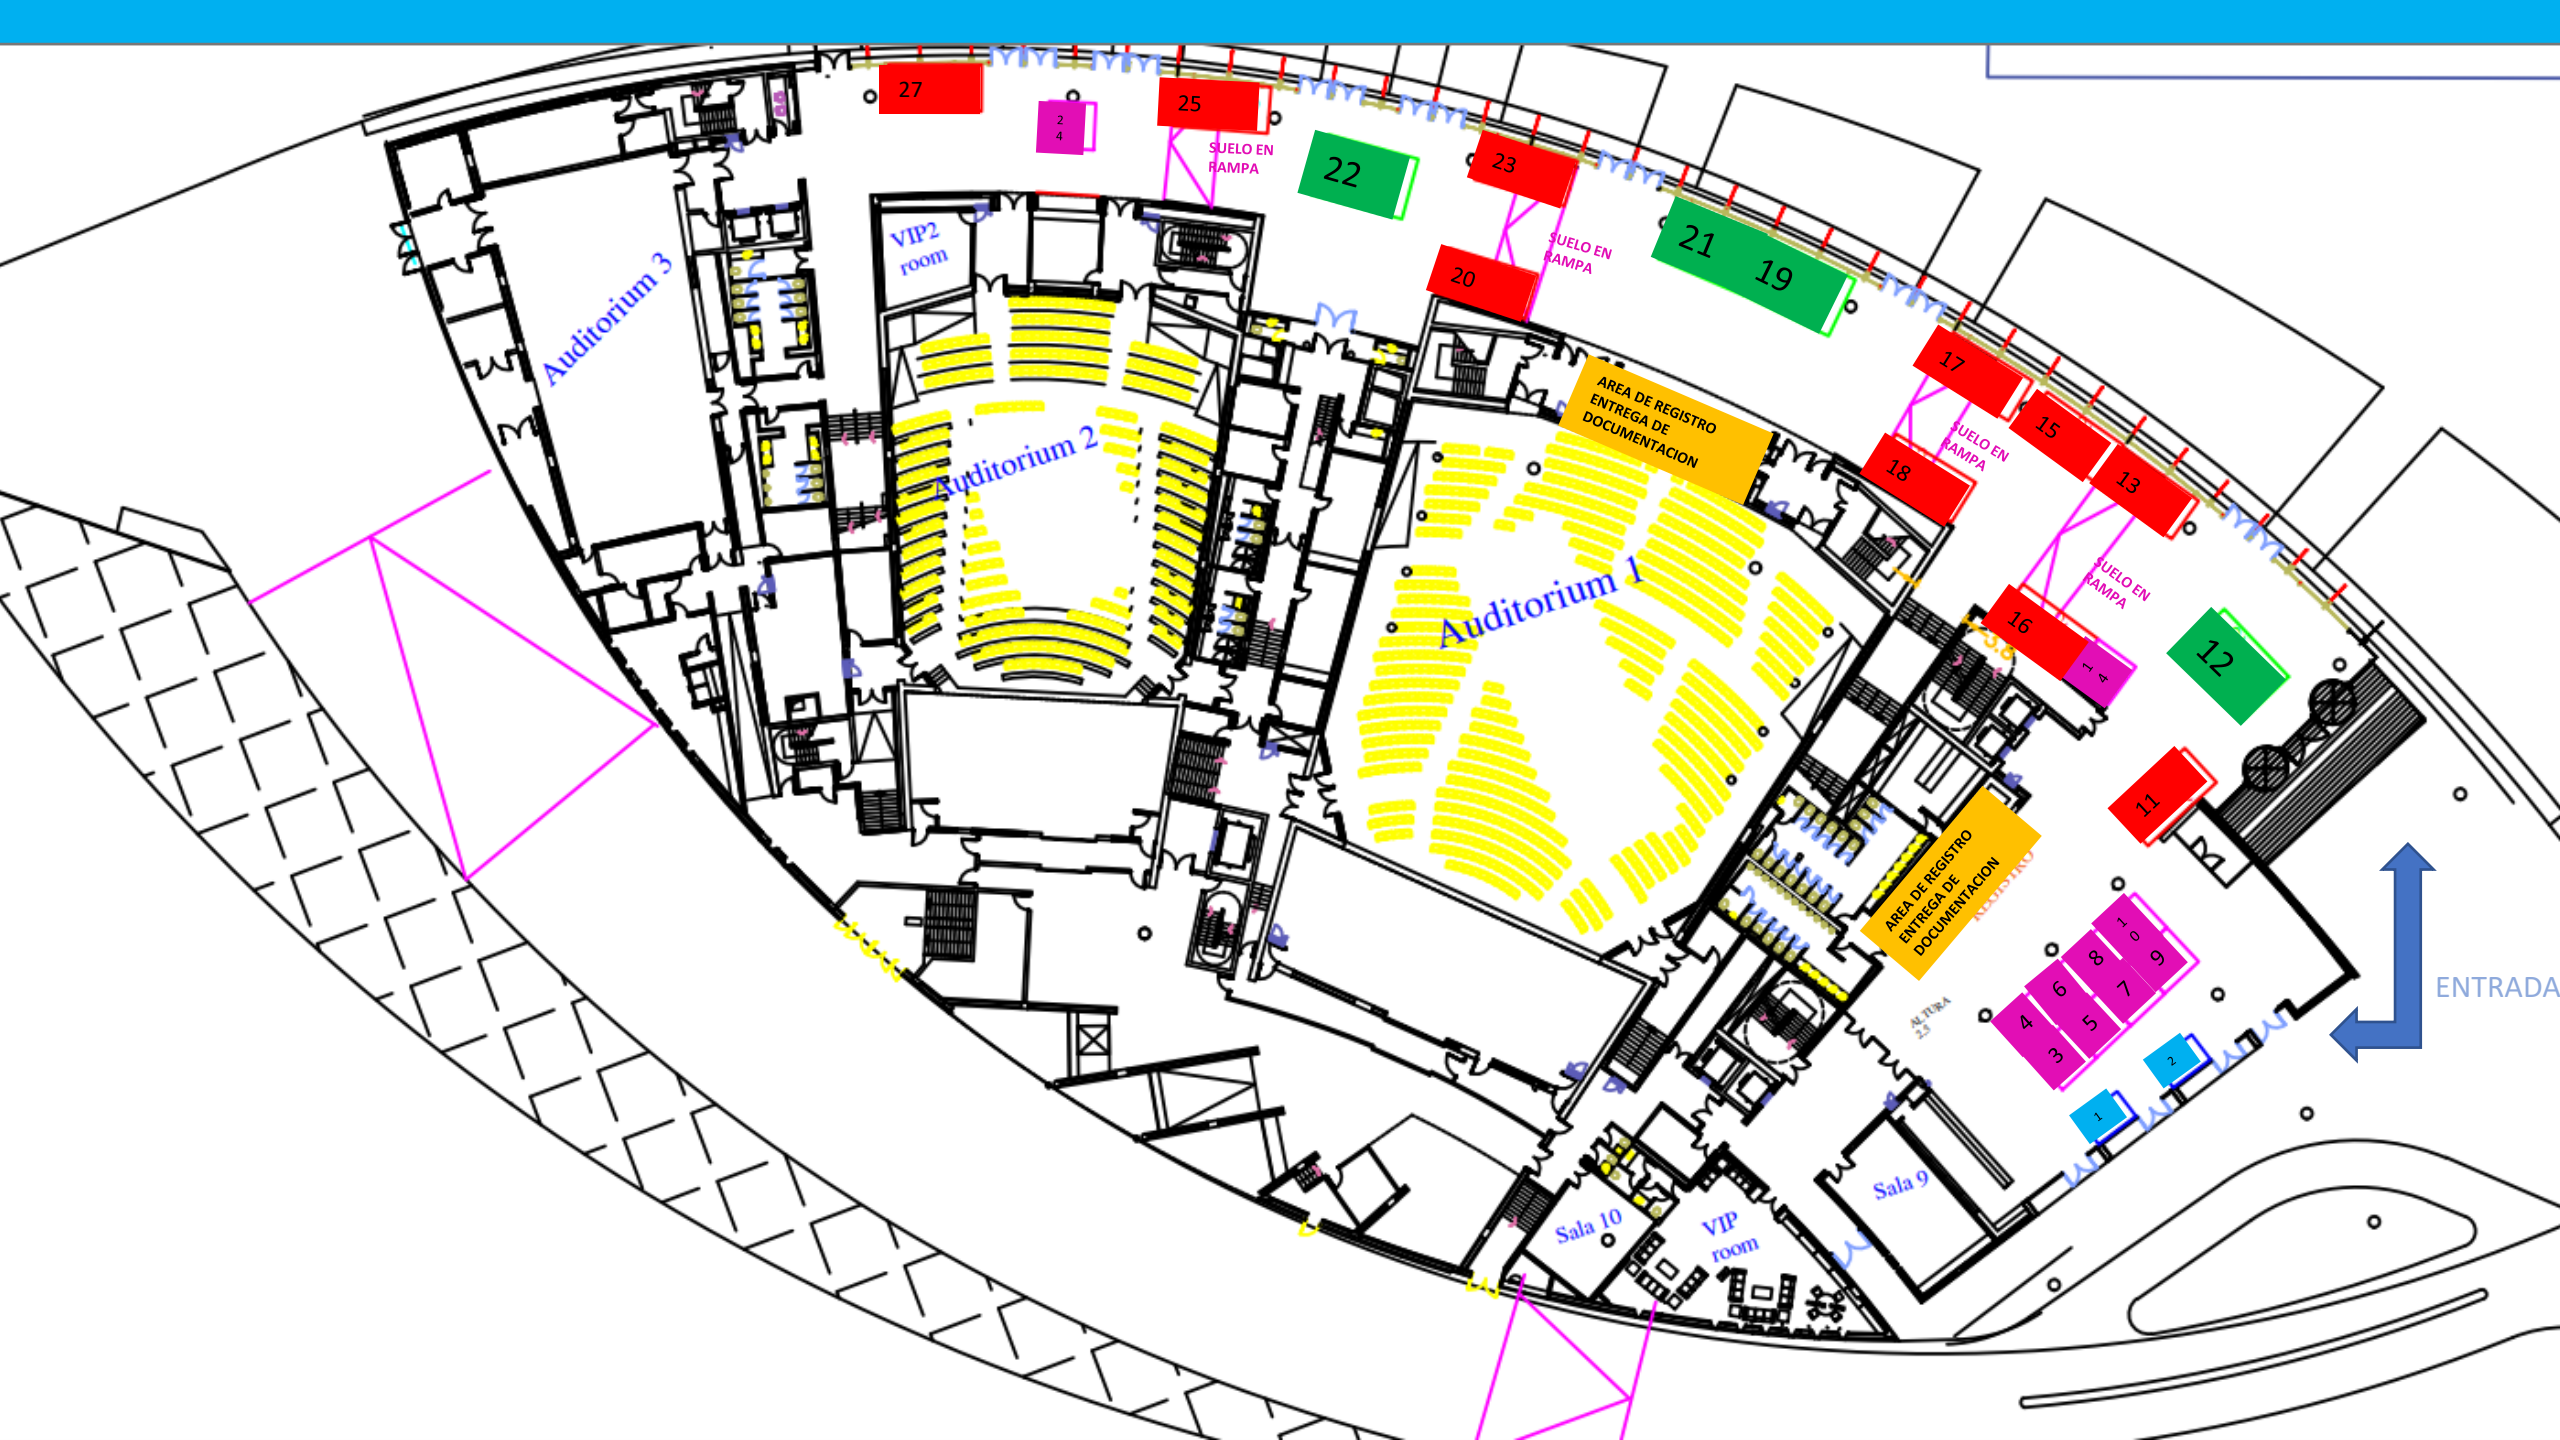 27
2
4
25
SUELO EN
RAMPA
22
23
SUELO EN
RAMPA
20
21
19
17
15
13
SUELO EN
RAMPA
18
SUELO EN
RAMPA
16
1
4
12
11
VIP2
room
Auditorium 3
Auditorium 2
Auditorium 1
AREA DE REGISTRO
ENTREGA DE
DOCUMENTACION
AREA DE REGISTRO
ENTREGA DE
DOCUMENTACION
ALTURA
2,3
1
0
8
9
6
7
4
5
3
2
1
ENTRADA
Sala 9
Sala 10
VIP
room